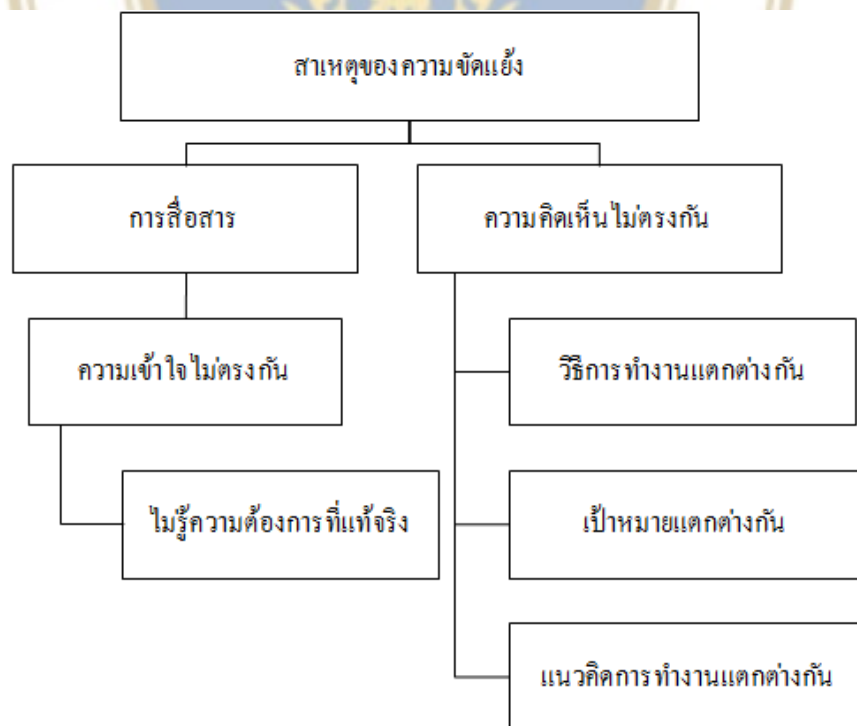 สาเหตุของความขัดแย้ง
การสื่อสาร
ความคิดเห็นไม่ตรงกัน
ความเข้าใจไม่ตรงกัน
วิธีการทำงานแตกต่างกัน
ไม่รู้ความต้องการที่แท้จริง
เป้าหมายแตกต่างกัน
แนวคิดการทำงานแตกต่างกัน